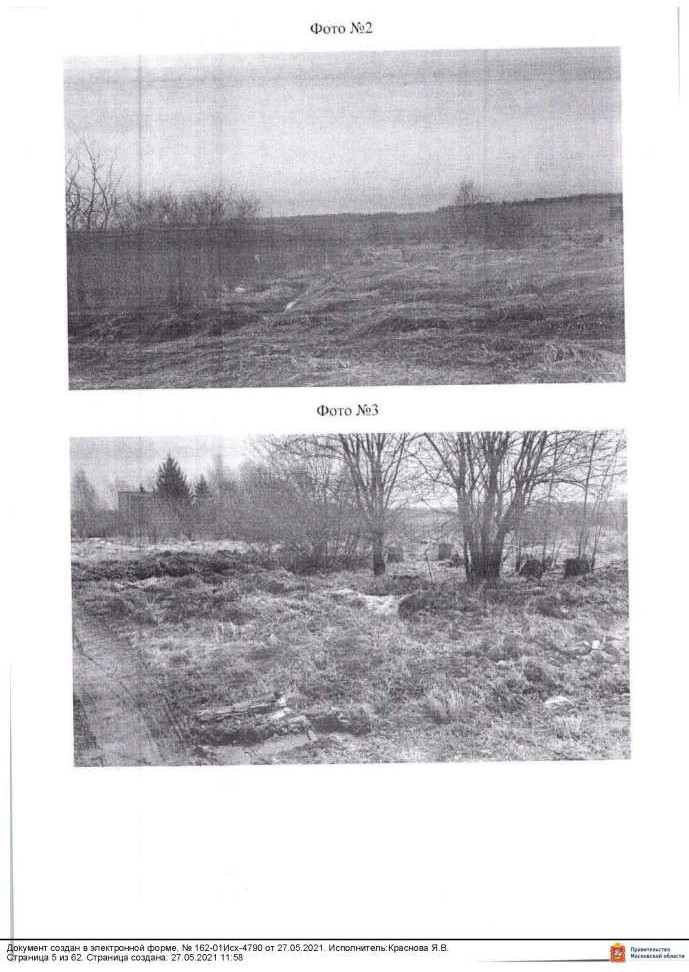 Фото №2
Фото №3
Документ создан в электронной форме. № 162-01Исх-4790 от 27.05.2021. Исполнитель:Краснова Я.В.
Страница 5 из 62. Страница создана: 27.05.2021 11:58
Правительство
Московской области